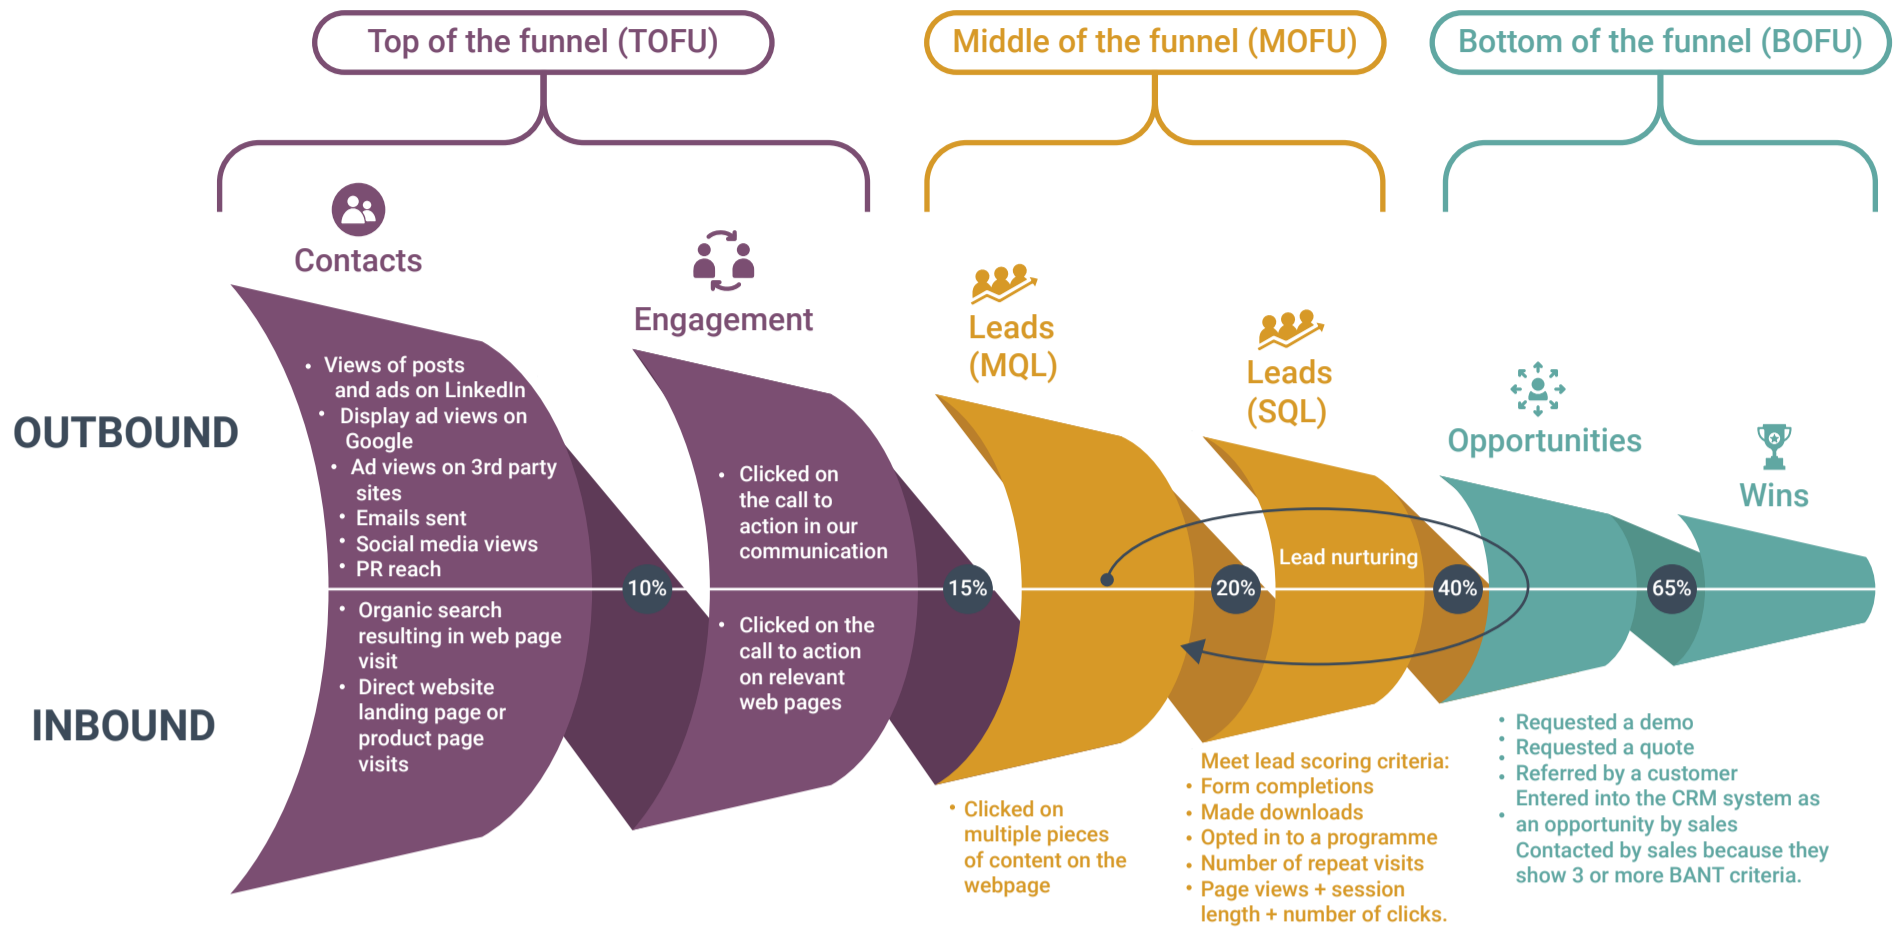 Top of the funnel (TOFU)
Middle of the funnel (MOFU)
Bottom of the funnel (BOFU)
Contacts
Engagement
Leads
(MQL)
Leads
(SQL)
Opportunities
Wins
OUTBOUND
• Views of posts
and ads on LinkedIn
• Display ad views on
Google
• Ad views on 3rd party
sites
• Emails sent
• Social media views
• PR reach
• Clicked on
the call to
action in our
communication
Lead nurturing
10%
15%
20%
40%
65%
INBOUND
• Organic search
resulting in web page
visit
• Direct website
landing page or
product page
visits
• Clicked on the
call to action
on relevant
web pages
• Clicked on
multiple pieces
of content on the
webpage
Meet lead scoring criteria:
• Form completions
• Made downloads
• Opted in to a programme
• Number of repeat visits
• Page views + session
length + number of clicks.
• Requested a demo
• Requested a quote
• Referred by a customer
Entered into the CRM system as
• an opportunity by sales
Contacted by sales because they
show 3 or more BANT criteria.